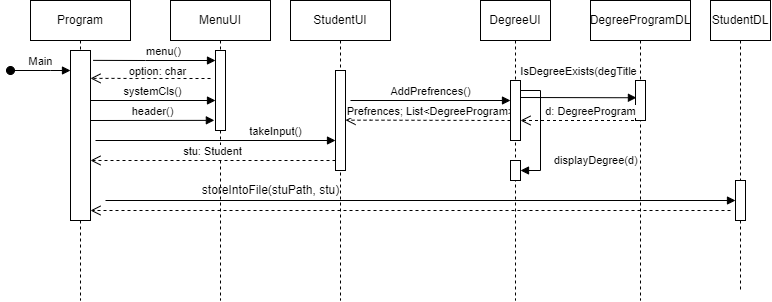 Program
MenuUI
StudentUI
DegreeUI
DegreeProgramDL
StudentDL
Main
menu()
option: char
IsDegreeExists(degTitle
systemCls()
AddPrefrences()
header()
Prefrences; List<DegreeProgram>
d: DegreeProgram
takeInput()
stu: Student
displayDegree(d)
storeIntoFile(stuPath, stu)